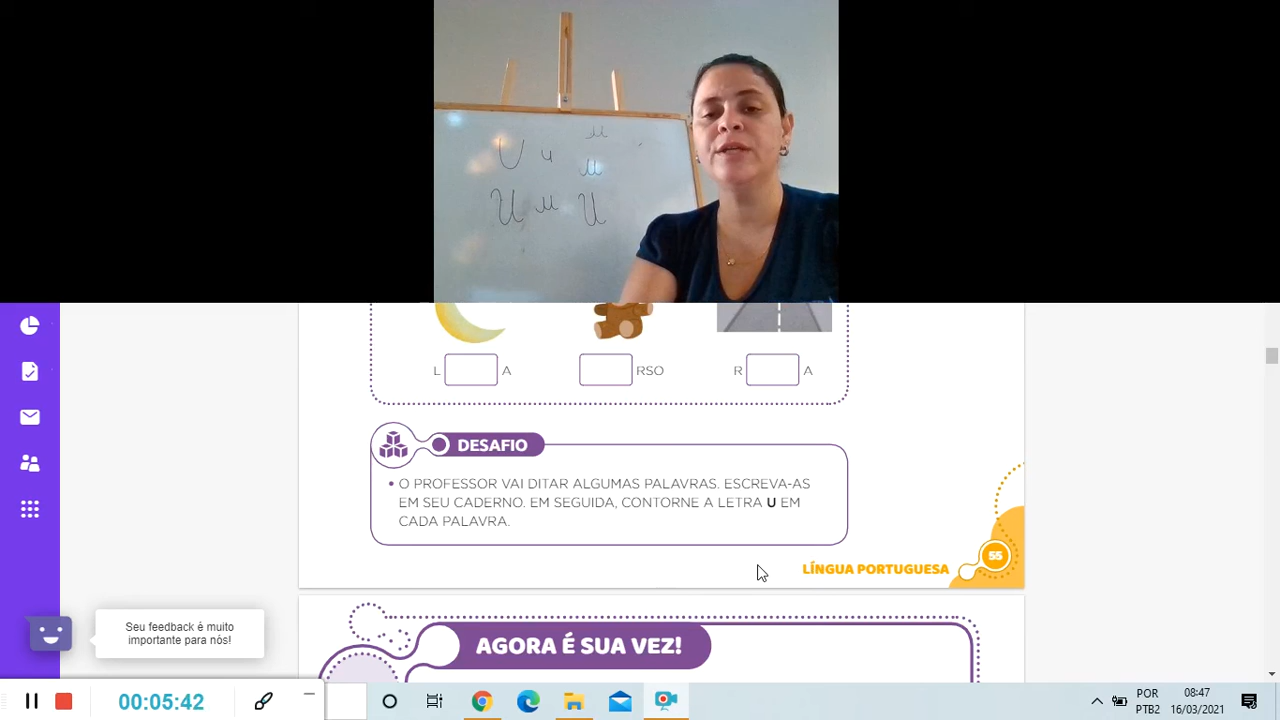 U u u
u
U u U
L A
RSO
R A
DESAFIO
• O PROFESSOR VAI DITAR ALGUMAS PALAVRAS. ESCREVA-AS
EM SEU CADERNO. EM SEGUIDA, CONTORNE A LETRA U EM
CADA PALAVRA.
LÍNGUA PORTUGUESA 55
AGORA É SUA VEZ!
Seu feedback é muito
importante para nós!
00:05:42
POR
PTB2
08:47
16/03/2021